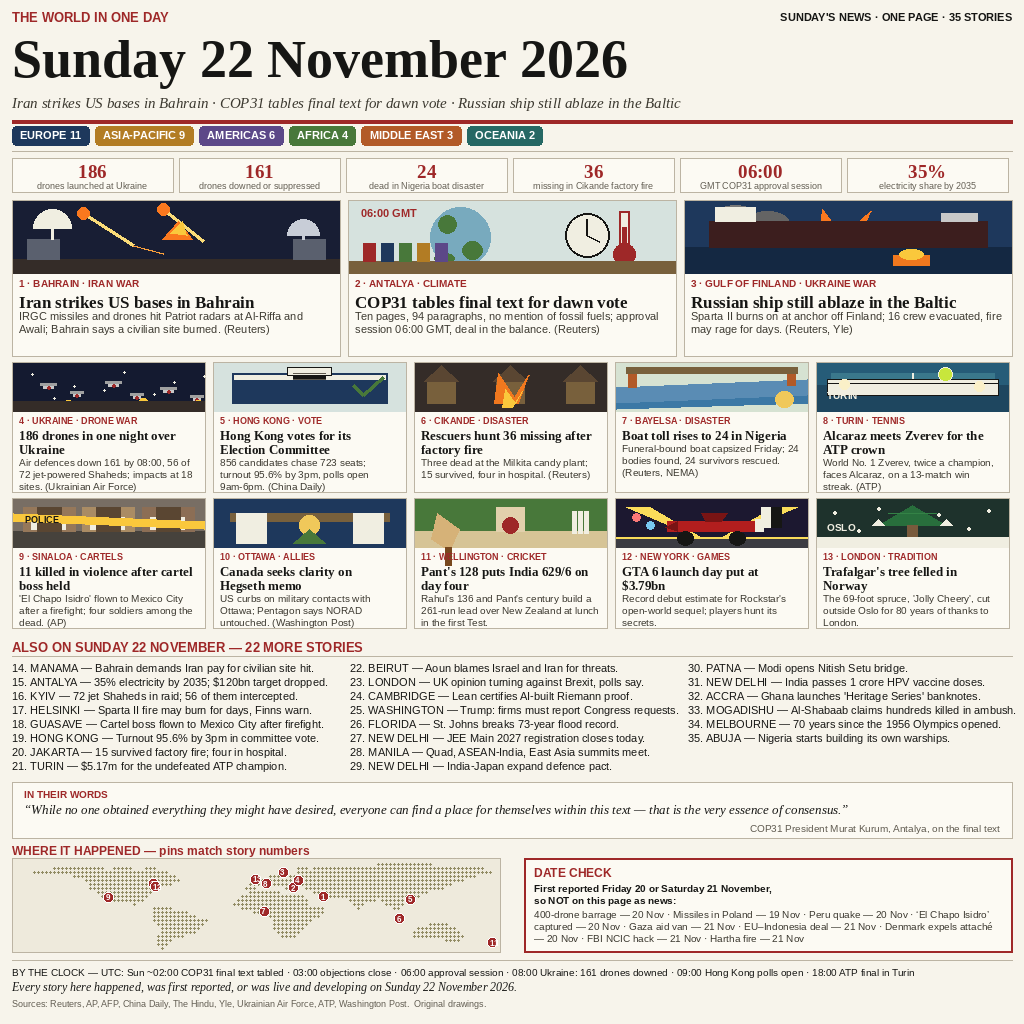 THE WORLD IN ONE DAY
SUNDAY'S NEWS · ONE PAGE · 35 STORIES
Sunday 22 November 2026
Iran strikes US bases in Bahrain · COP31 tables final text for dawn vote · Russian ship still ablaze in the Baltic
EUROPE 11 ASIA-PACIFIC 9 AMERICAS 6 AFRICA 4 MIDDLE EAST 3 OCEANIA 2
186
drones launched at Ukraine
161
drones downed or suppressed
24
dead in Nigeria boat disaster
36
missing in Cikande factory fire
06:00
GMT COP31 approval session
35%
electricity share by 2035
1 · BAHRAIN · IRAN WAR
Iran strikes US bases in Bahrain
IRGC missiles and drones hit Patriot radars at Al-Riffa and
Awali; Bahrain says a civilian site burned. (Reuters)
06:00 GMT
2 · ANTALYA · CLIMATE
COP31 tables final text for dawn vote
Ten pages, 94 paragraphs, no mention of fossil fuels; approval
session 06:00 GMT, deal in the balance. (Reuters)
3 · GULF OF FINLAND · UKRAINE WAR
Russian ship still ablaze in the Baltic
Sparta II burns on at anchor off Finland; 16 crew evacuated, fire
may rage for days. (Reuters, Yle)
4 · UKRAINE · DRONE WAR
186 drones in one night over
Ukraine
Air defences down 161 by 08:00, 56 of
72 jet-powered Shaheds; impacts at 18
sites. (Ukrainian Air Force)
5 · HONG KONG · VOTE
Hong Kong votes for its
Election Committee
856 candidates chase 723 seats;
turnout 95.6% by 3pm, polls open
9am-6pm. (China Daily)
6 · CIKANDE · DISASTER
Rescuers hunt 36 missing after
factory fire
Three dead at the Milkita candy plant;
15 survived, four in hospital. (Reuters)
7 · BAYELSA · DISASTER
Boat toll rises to 24 in Nigeria
Funeral-bound boat capsized Friday; 24
bodies found, 24 survivors rescued.
(Reuters, NEMA)
TURIN
8 · TURIN · TENNIS
Alcaraz meets Zverev for the
ATP crown
World No. 1 Zverev, twice a champion,
faces Alcaraz, on a 13-match win
streak. (ATP)
POLICE
9 · SINALOA · CARTELS
11 killed in violence after cartel
boss held
'El Chapo Isidro' flown to Mexico City
after a firefight; four soldiers among the
dead. (AP)
10 · OTTAWA · ALLIES
Canada seeks clarity on
Hegseth memo
US curbs on military contacts with
Ottawa; Pentagon says NORAD
untouched. (Washington Post)
11 · WELLINGTON · CRICKET
Pant's 128 puts India 629/6 on
day four
Rahul's 136 and Pant's century build a
261-run lead over New Zealand at lunch
in the first Test.
12 · NEW YORK · GAMES
GTA 6 launch day put at
$3.79bn
Record debut estimate for Rockstar's
open-world sequel; players hunt its
secrets.
OSLO
13 · LONDON · TRADITION
Trafalgar's tree felled in
Norway
The 69-foot spruce, 'Jolly Cheery', cut
outside Oslo for 80 years of thanks to
London.
ALSO ON SUNDAY 22 NOVEMBER — 22 MORE STORIES
14. MANAMA — Bahrain demands Iran pay for civilian site hit.
15. ANTALYA — 35% electricity by 2035; $120bn target dropped.
16. KYIV — 72 jet Shaheds in raid; 56 of them intercepted.
17. HELSINKI — Sparta II fire may burn for days, Finns warn.
18. GUASAVE — Cartel boss flown to Mexico City after firefight.
19. HONG KONG — Turnout 95.6% by 3pm in committee vote.
20. JAKARTA — 15 survived factory fire; four in hospital.
21. TURIN — $5.17m for the undefeated ATP champion.
22. BEIRUT — Aoun blames Israel and Iran for threats.
23. LONDON — UK opinion turning against Brexit, polls say.
24. CAMBRIDGE — Lean certifies AI-built Riemann proof.
25. WASHINGTON — Trump: firms must report Congress requests.
26. FLORIDA — St. Johns breaks 73-year flood record.
27. NEW DELHI — JEE Main 2027 registration closes today.
28. MANILA — Quad, ASEAN-India, East Asia summits meet.
29. NEW DELHI — India-Japan expand defence pact.
30. PATNA — Modi opens Nitish Setu bridge.
31. NEW DELHI — India passes 1 crore HPV vaccine doses.
32. ACCRA — Ghana launches 'Heritage Series' banknotes.
33. MOGADISHU — Al-Shabaab claims hundreds killed in ambush.
34. MELBOURNE — 70 years since the 1956 Olympics opened.
35. ABUJA — Nigeria starts building its own warships.
IN THEIR WORDS
“While no one obtained everything they might have desired, everyone can find a place for themselves within this text — that is the very essence of consensus.”
COP31 President Murat Kurum, Antalya, on the final text
WHERE IT HAPPENED — pins match story numbers
3
4
8
2
9
1
5
7
6
DATE CHECK
First reported Friday 20 or Saturday 21 November,
so NOT on this page as news:
400-drone barrage — 20 Nov · Missiles in Poland — 19 Nov · Peru quake — 20 Nov · 'El Chapo Isidro'
captured — 20 Nov · Gaza aid van — 21 Nov · EU–Indonesia deal — 21 Nov · Denmark expels attaché
— 20 Nov · FBI NCIC hack — 21 Nov · Hartha fire — 21 Nov
BY THE CLOCK — UTC: Sun ~02:00 COP31 final text tabled · 03:00 objections close · 06:00 approval session · 08:00 Ukraine: 161 drones downed · 09:00 Hong Kong polls open · 18:00 ATP final in Turin
Every story here happened, was first reported, or was live and developing on Sunday 22 November 2026.
Sources: Reuters, AP, AFP, China Daily, The Hindu, Yle, Ukrainian Air Force, ATP, Washington Post. Original drawings.